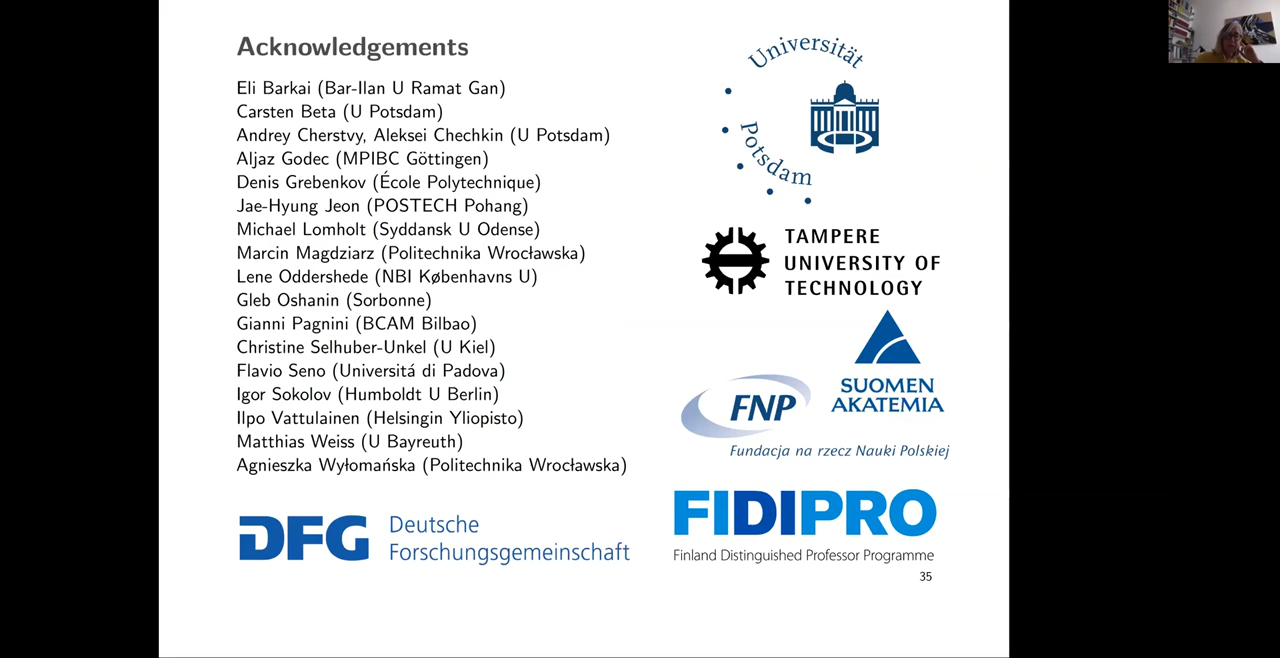 Acknowledgements
Eli Barkai (Bar-Ilan U Ramat Gan)
Carsten Beta (U Potsdam)
Andrey Cherstvy, Aleksei Chechkin (U Potsdam)
Aljaz Godec (MPIBC Göttingen)
Denis Grebenkov (École Polytechnique)
Jae-Hyung Jeon (POSTECH Pohang)
Michael Lomholt (Syddansk U Odense)
Marcin Magdziarz (Politechnika Wrocławska)
Lene Oddershede (NBI Københavns U)
Gleb Oshanin (Sorbonne)
Gianni Pagnini (BCAM Bilbao)
Christine Selhuber-Unkel (U Kiel)
Flavio Seno (Universitá di Padova)
Igor Sokolov (Humboldt U Berlin)
Ilpo Vattulainen (Helsingin Yliopisto)
Matthias Weiss (U Bayreuth)
Agnieszka Wyłomańska (Politechnika Wrocławska)
DFG
Deutsche
Forschungsgemeinschaft
Universität
Potsdam
TAMPERE
UNIVERSITY OF
TECHNOLOGY
SUOMEN
AKATEMIA
FNP
Fundacja na rzecz Nauki Polskiej
FIDIPRO
Finland Distinguished Professor Programme
35